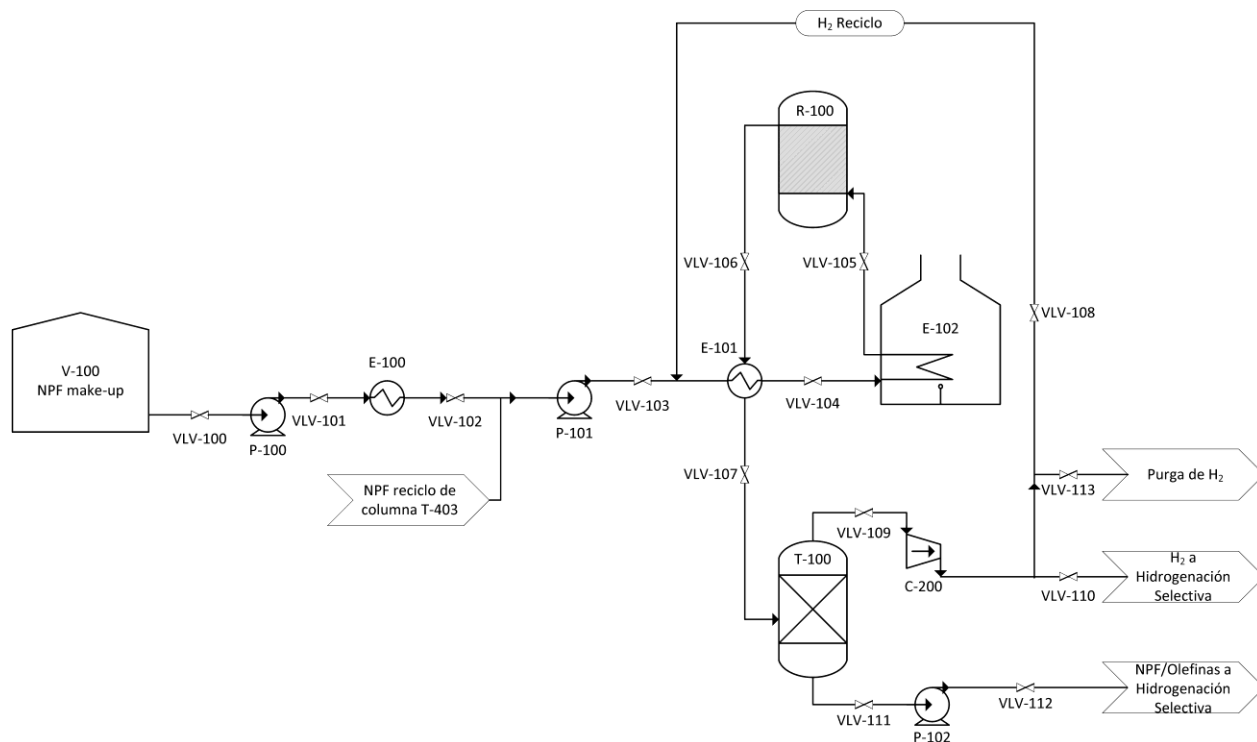 H₂ Reciclo
R-100
VLV-106
VLV-105
VLV-108
E-102
V-100
NPF make-up
E-100
E-101
VLV-100
VLV-101
VLV-102
VLV-103
VLV-104
P-100
P-101
NPF reciclo de
columna T-403
VLV-107
VLV-113
Purga de H₂
VLV-109
T-100
C-200
VLV-110
H₂ a
Hidrogenación
Selectiva
VLV-111
P-102
VLV-112
NPF/Olefinas a
Hidrogenación
Selectiva